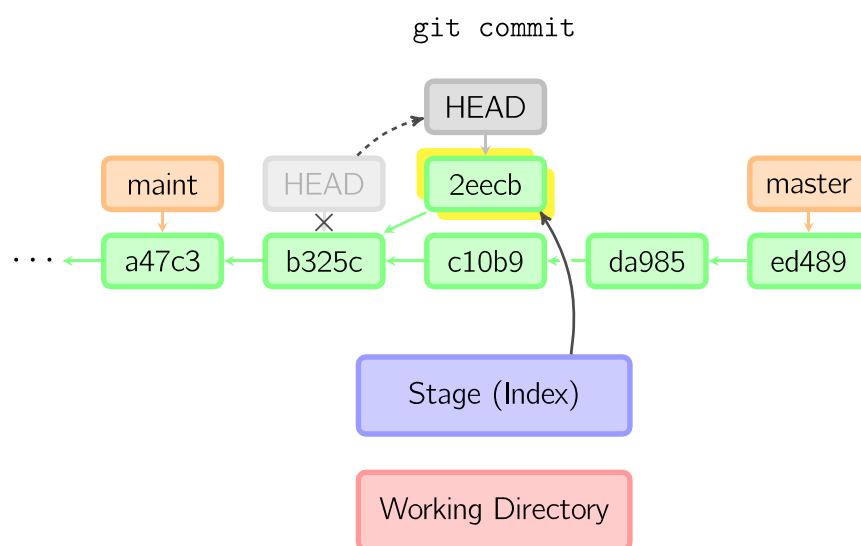 git commit
HEAD
maint
HEAD
2eecb
master
...
a47c3
b325c
c10b9
da985
ed489
Stage (Index)
Working Directory